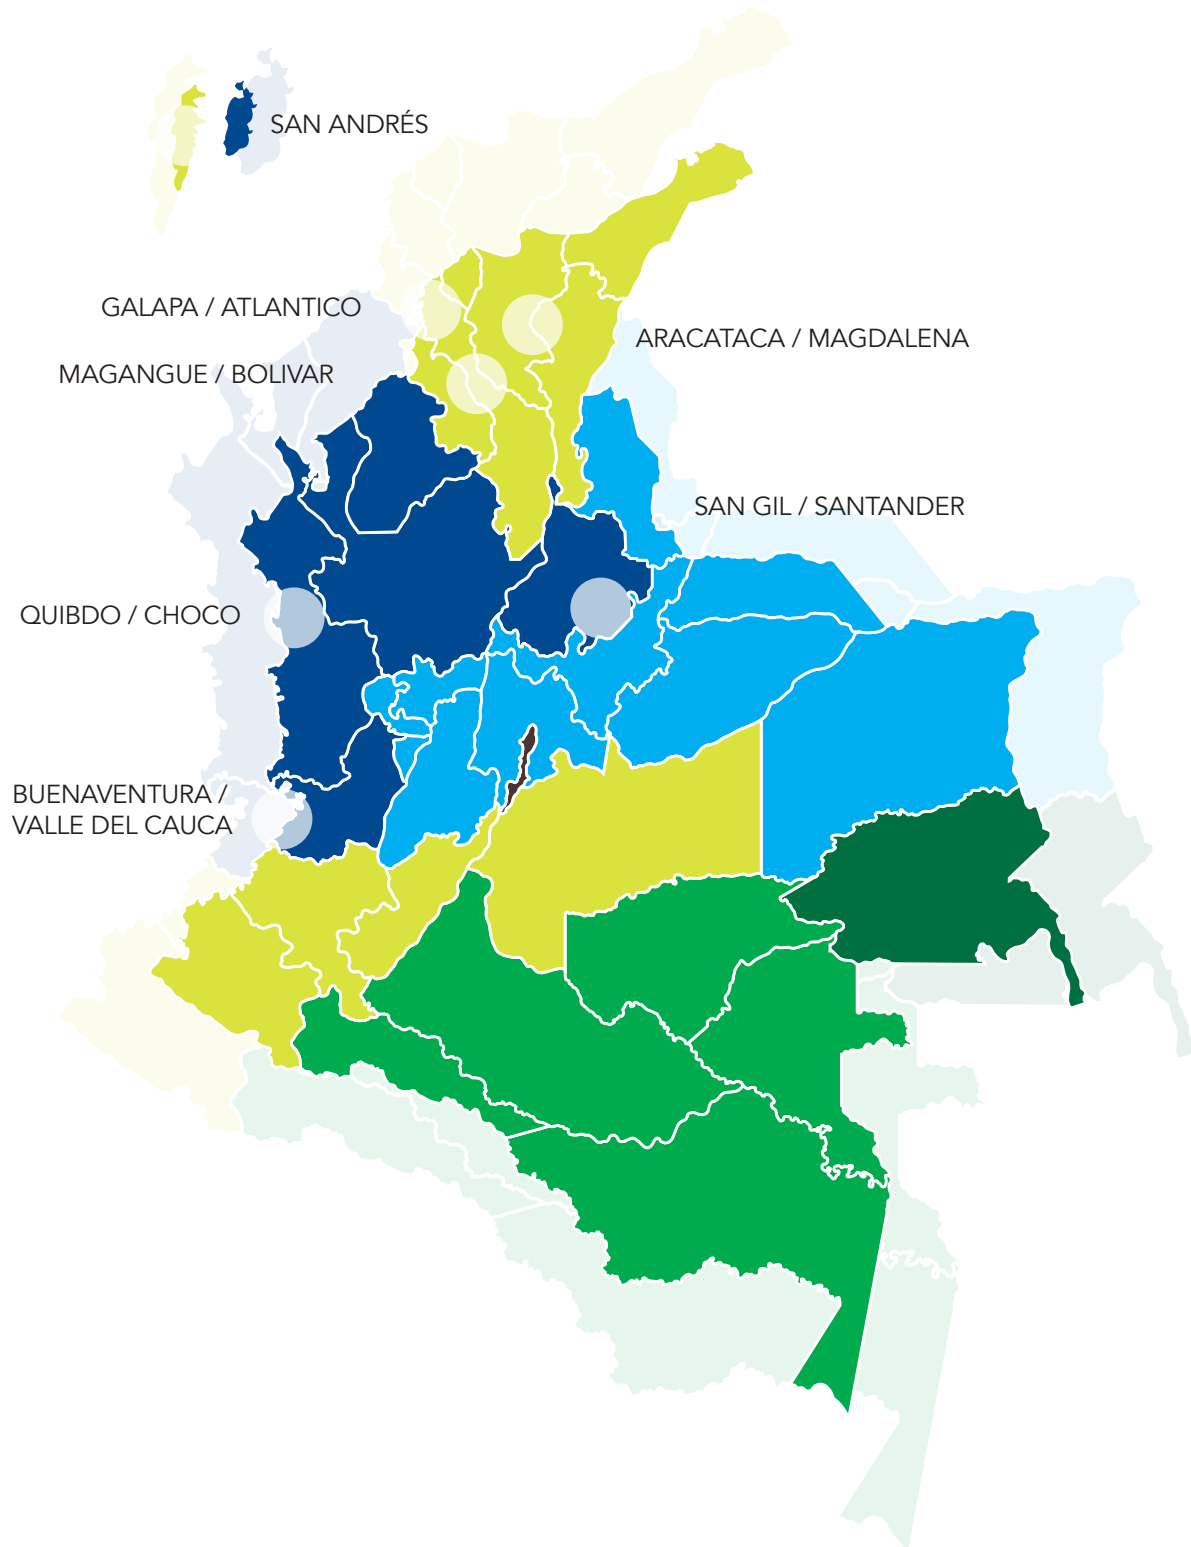 SAN ANDRÉS
GALAPA / ATLANTICO
ARACATACA / MAGDALENA
MAGANGUE / BOLIVAR
SAN GIL / SANTANDER
QUIBDO / CHOCO
BUENAVENTURA /
VALLE DEL CAUCA